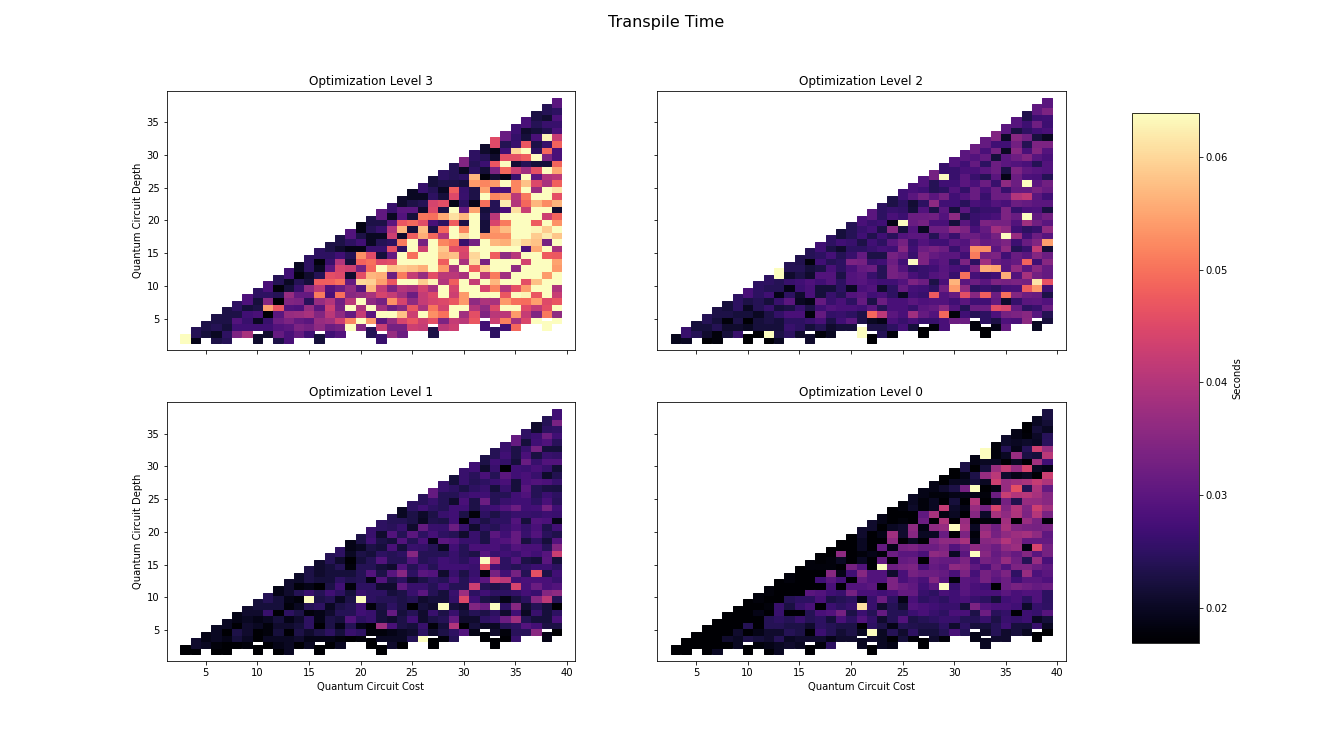 Transpile Time
Optimization Level 3
Optimization Level 2
35
30
25
20
15
10
5
Quantum Circuit Depth
0.06
0.05
0.04
0.03
0.02
Seconds
Optimization Level 1
Optimization Level 0
35
30
25
20
15
10
5
Quantum Circuit Depth
5 10 15 20 25 30 35 40
5 10 15 20 25 30 35 40
Quantum Circuit Cost
Quantum Circuit Cost